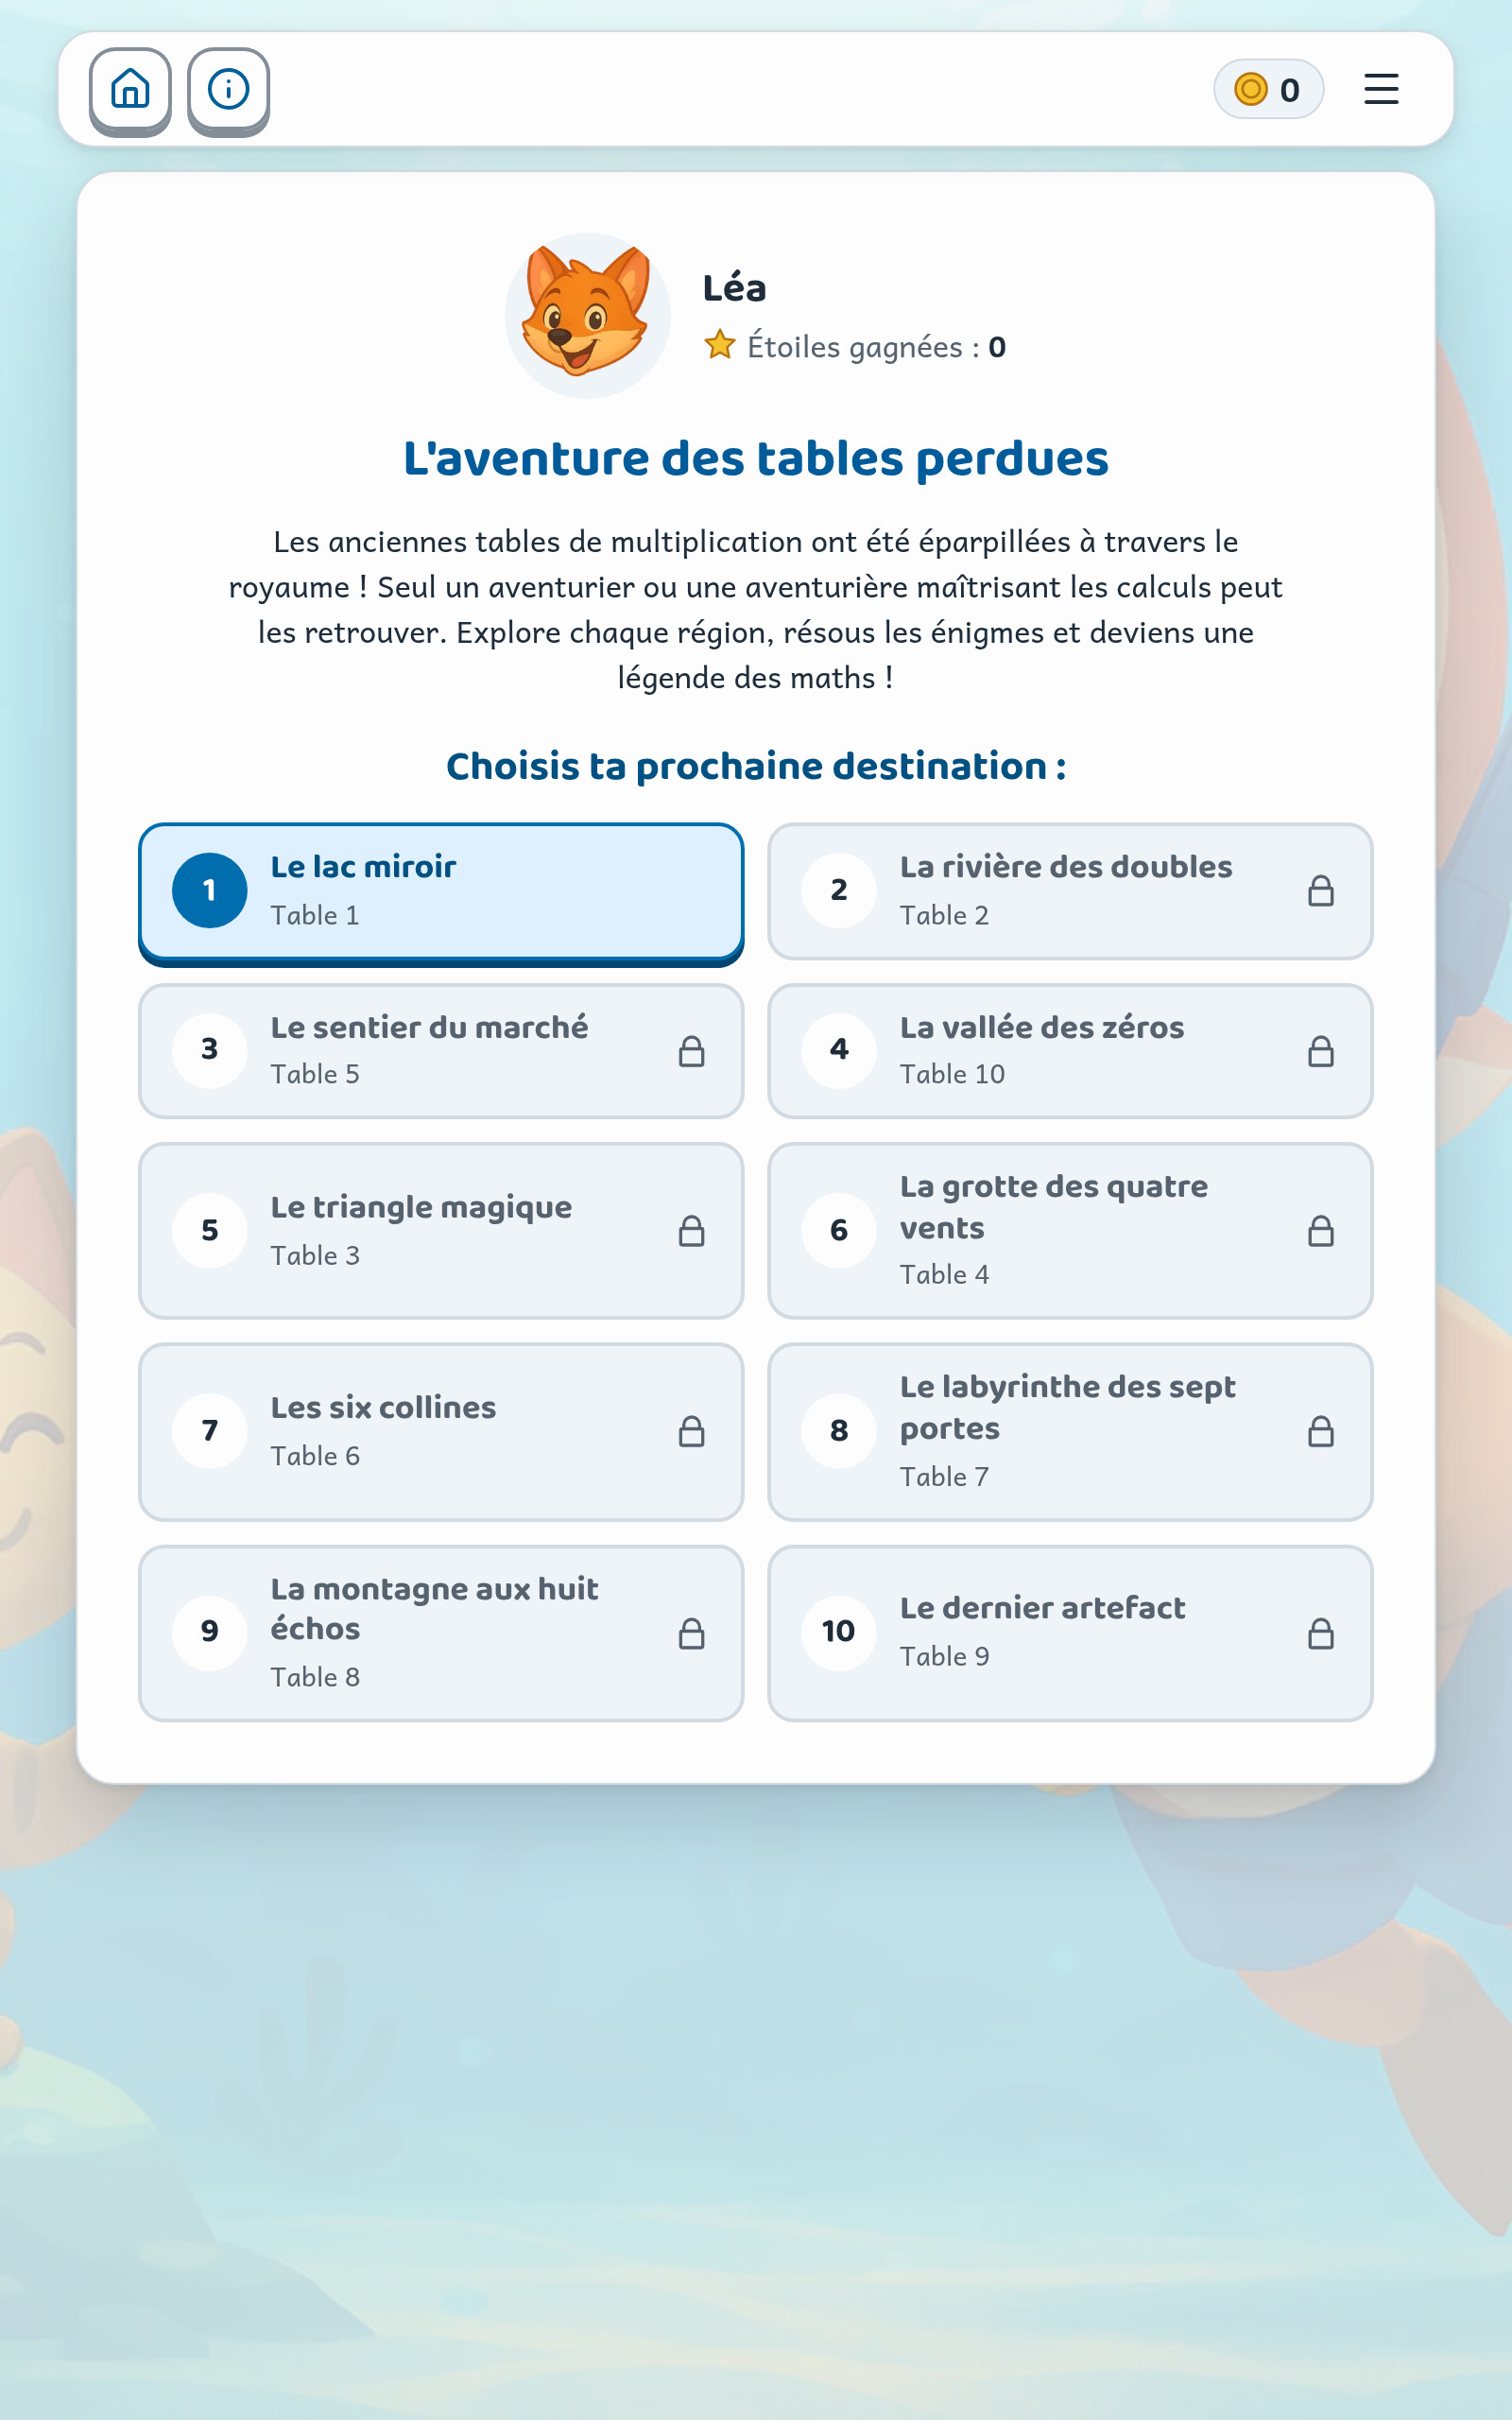 0
Léa
Étoiles gagnées : 0
L'aventure des tables perdues
Les anciennes tables de multiplication ont été éparpillées à travers le
royaume ! Seul un aventurier ou une aventurière maîtrisant les calculs peut
les retrouver. Explore chaque région, résous les énigmes et deviens une
légende des maths !
Choisis ta prochaine destination :
1
Le lac miroir
Table 1
2
La rivière des doubles
Table 2
3
Le sentier du marché
Table 5
4
La vallée des zéros
Table 10
5
Le triangle magique
Table 3
6
La grotte des quatre
vents
Table 4
7
Les six collines
Table 6
8
Le labyrinthe des sept
portes
Table 7
9
La montagne aux huit
échos
Table 8
10
Le dernier artefact
Table 9